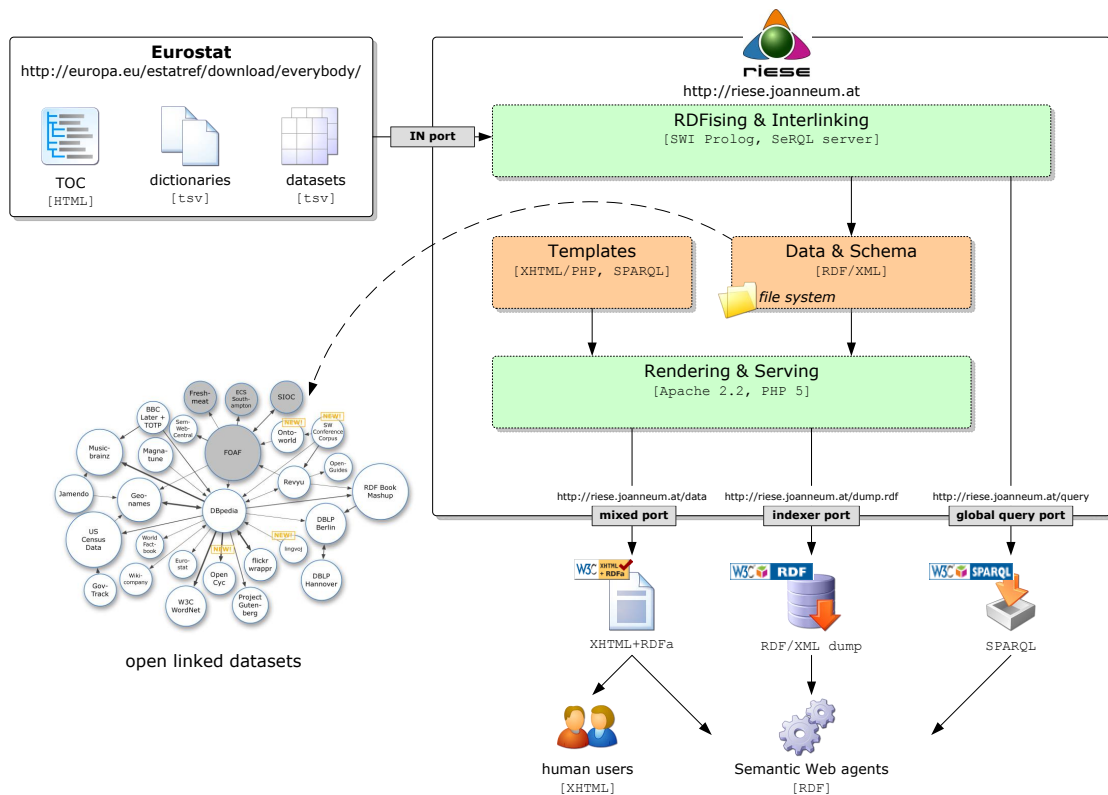 Eurostat
http://europa.eu/estatref/download/everybody/
TOC
[HTML]
dictionaries
[tsv]
datasets
[tsv]
IN port
riese
http://riese.joanneum.at
RDFising & Interlinking
[SWI Prolog, SeRQL server]
Templates
[XHTML/PHP, SPARQL]
Data & Schema
[RDF/XML]
file system
Rendering & Serving
[Apache 2.2, PHP 5]
http://riese.joanneum.at/data
http://riese.joanneum.at/dump.rdf
http://riese.joanneum.at/query
mixed port
indexer port
global query port
W3C XHTML
+ RDFa
W3C RDF
W3C SPARQL
XHTML+RDFa
RDF/XML dump
SPARQL
human users
[XHTML]
Semantic Web agents
[RDF]
Fresh-
meat
ECS
South-
ampton
SIOC
BBC
Later +
TOTP
Sem-
Web-
Central
NEW!
Onto-
world
NEW!
SW
Conference
Corpus
FOAF
Music-
brainz
Magna-
tune
Open-
Guides
Revyu
RDF Book
Mashup
Jamendo
Geo-
names
DBpedia
DBLP
Berlin
US
Census
Data
World
Fact-
book
NEW!
lingvoj
Euro-
stat
NEW!
Open
Cyc
flickr
wrappr
DBLP
Hannover
Gov-
Track
Wiki-
company
W3C
WordNet
Project
Guten-
berg
open linked datasets